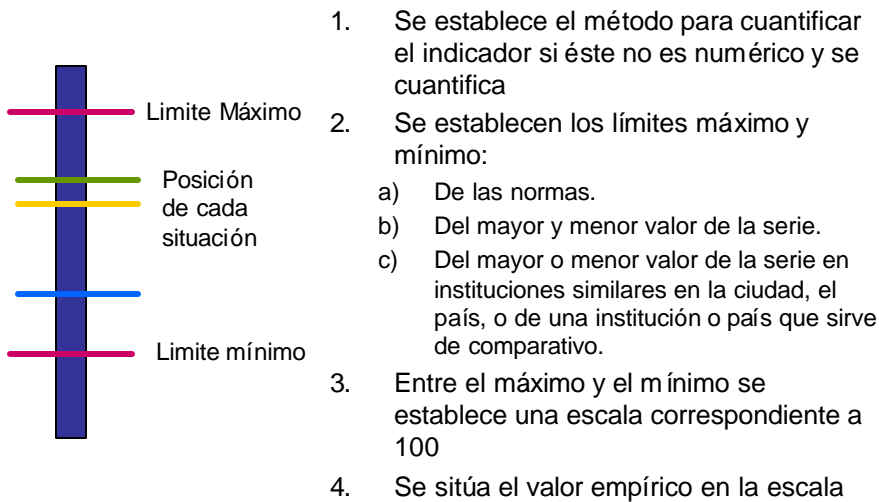 Limite Máximo
Posición
de cada
situación
Limite mínimo
1. Se establece el método para cuantificar
el indicador si éste no es numérico y se
cuantifica
2. Se establecen los límites máximo y
mínimo:
a) De las normas.
b) Del mayor y menor valor de la serie.
c) Del mayor o menor valor de la serie en
instituciones similares en la ciudad, el
país, o de una institución o país que sirve
de comparativo.
3. Entre el máximo y el mínimo se
establece una escala correspondiente a
100
4. Se sitúa el valor empírico en la escala